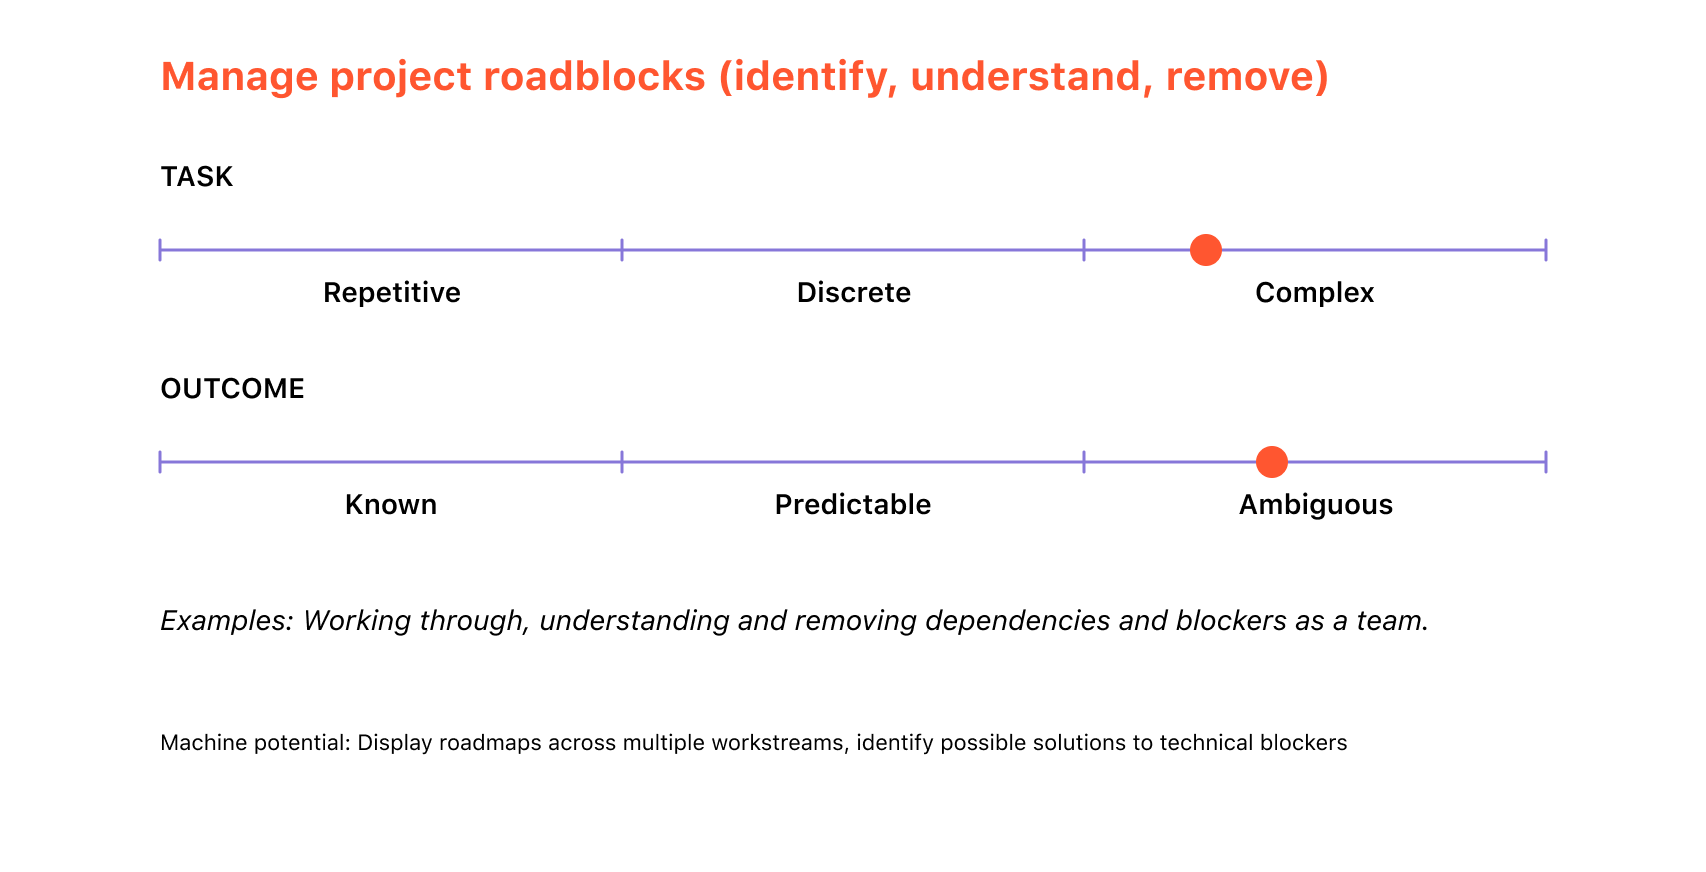 Manage project roadblocks (identify, understand, remove)
TASK
Repetitive Discrete Complex
OUTCOME
Known Predictable Ambiguous
Examples: Working through, understanding and removing dependencies and blockers as a team.
Machine potential: Display roadmaps across multiple workstreams, identify possible solutions to technical blockers